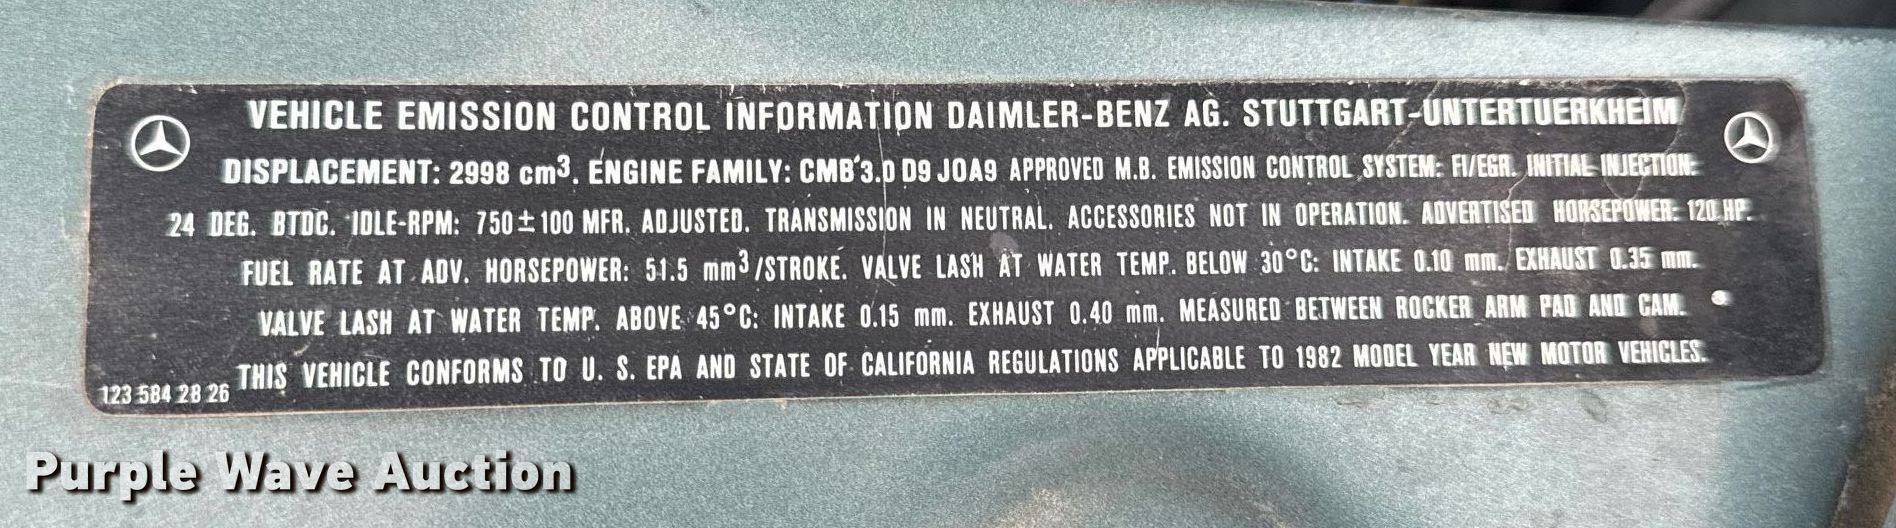 VEHICLE EMISSION CONTROL INFORMATION DAIMLER-BENZ AG. STUTTGART-UNTERTUERKHEIM
DISPLACEMENT: 2998 cm³. ENGINE FAMILY: CMB 3.0 D9 JOA9 APPROVED M.B. EMISSION CONTROL SYSTEM: FI/EGR. INITIAL INJECTION:
24 DEG. BTDC. IDLE-RPM: 750±100 MFR. ADJUSTED. TRANSMISSION IN NEUTRAL. ACCESSORIES NOT IN OPERATION. ADVERTISED HORSEPOWER: 120 HP.
FUEL RATE AT ADV. HORSEPOWER: 51.5 mm³/STROKE. VALVE LASH AT WATER TEMP. BELOW 30°C: INTAKE 0.10 mm. EXHAUST 0.35 mm.
VALVE LASH AT WATER TEMP. ABOVE 45°C: INTAKE 0.15 mm. EXHAUST 0.40 mm. MEASURED BETWEEN ROCKER ARM PAD AND CAM.
THIS VEHICLE CONFORMS TO U. S. EPA AND STATE OF CALIFORNIA REGULATIONS APPLICABLE TO 1982 MODEL YEAR NEW MOTOR VEHICLES.
123 584 28 26
Purple Wave Auction